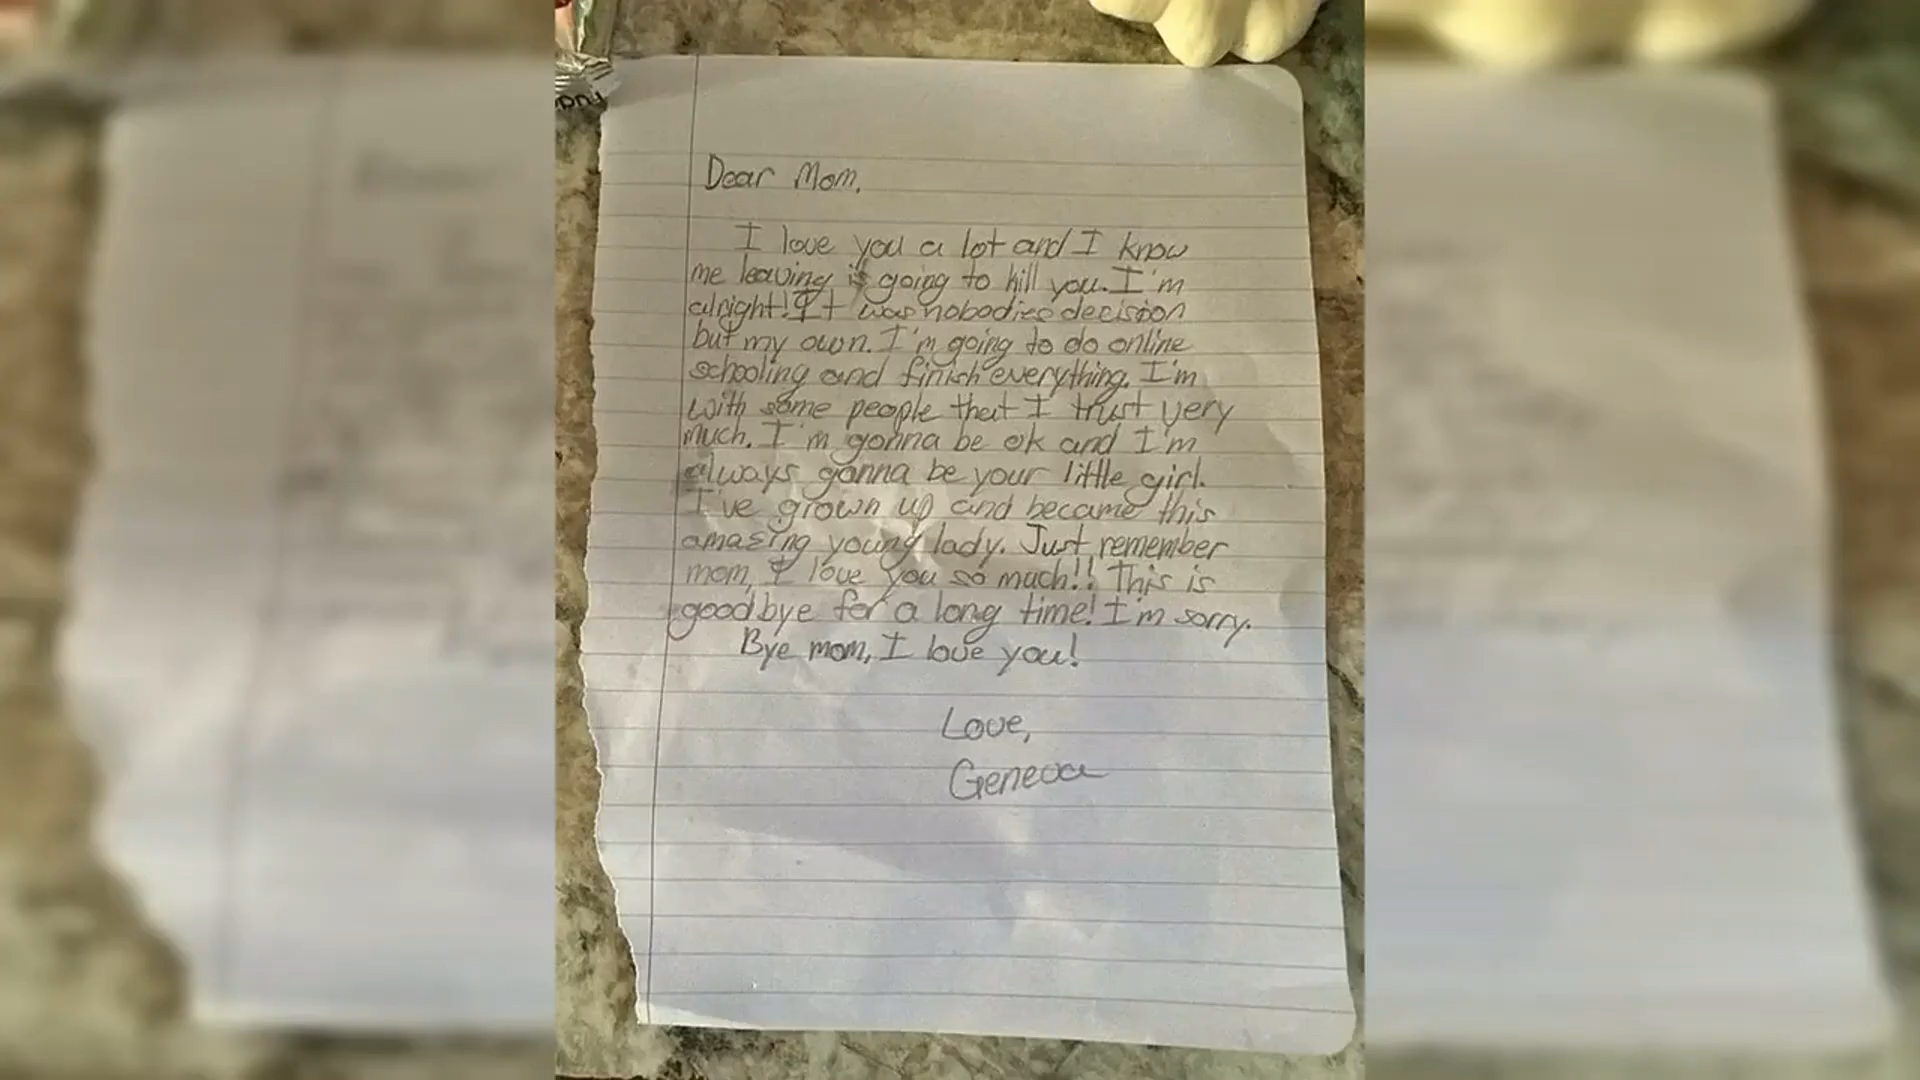 Dear Mom,
I love you a lot and I know
me leaving is going to kill you. I'm
alright! It was nobodies decision
but my own. I'm going to do online
schooling and finish everything. I'm
with some people that I trust very
much. I'm gonna be ok and I'm
always gonna be your little girl.
I've grown up and became this
amazing young lady. Just remember
mom, I love you so much!! This is
goodbye for a long time! I'm sorry.
Bye mom, I love you!
Love,
Geneva